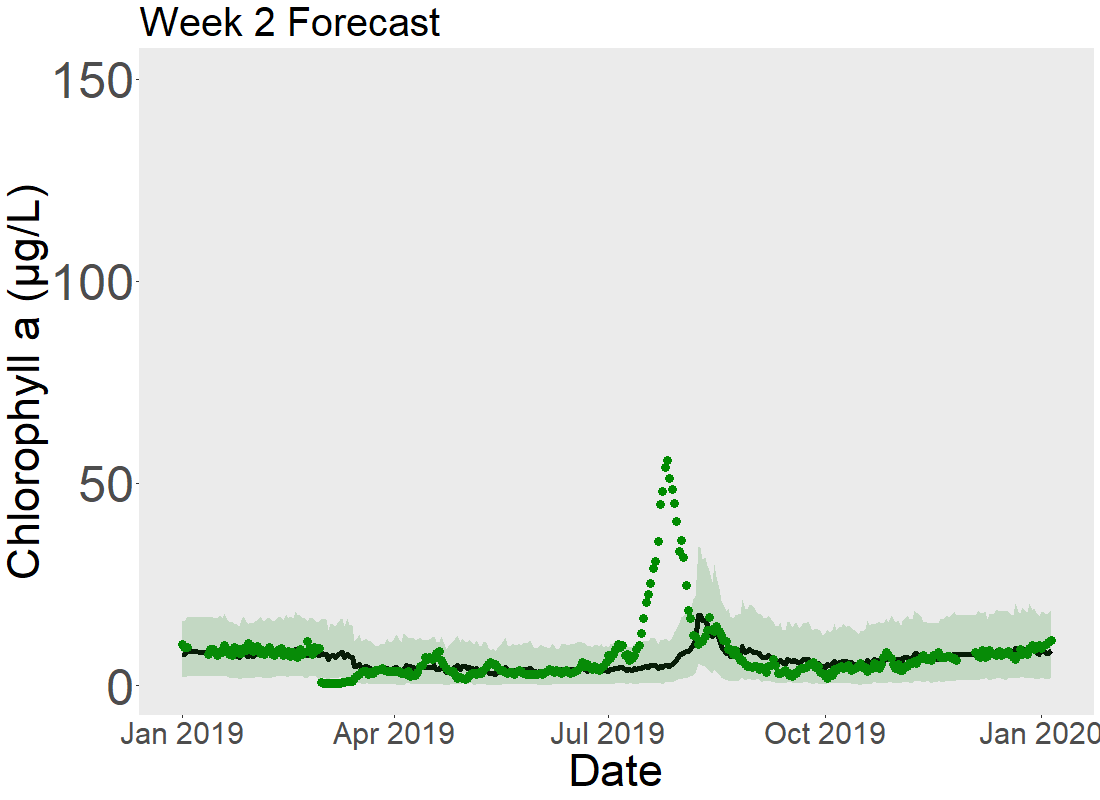 Week 2 Forecast
Chlorophyll a (μg/L)
150
100
50
0
Jan 2019 Apr 2019 Jul 2019 Oct 2019 Jan 2020
Date